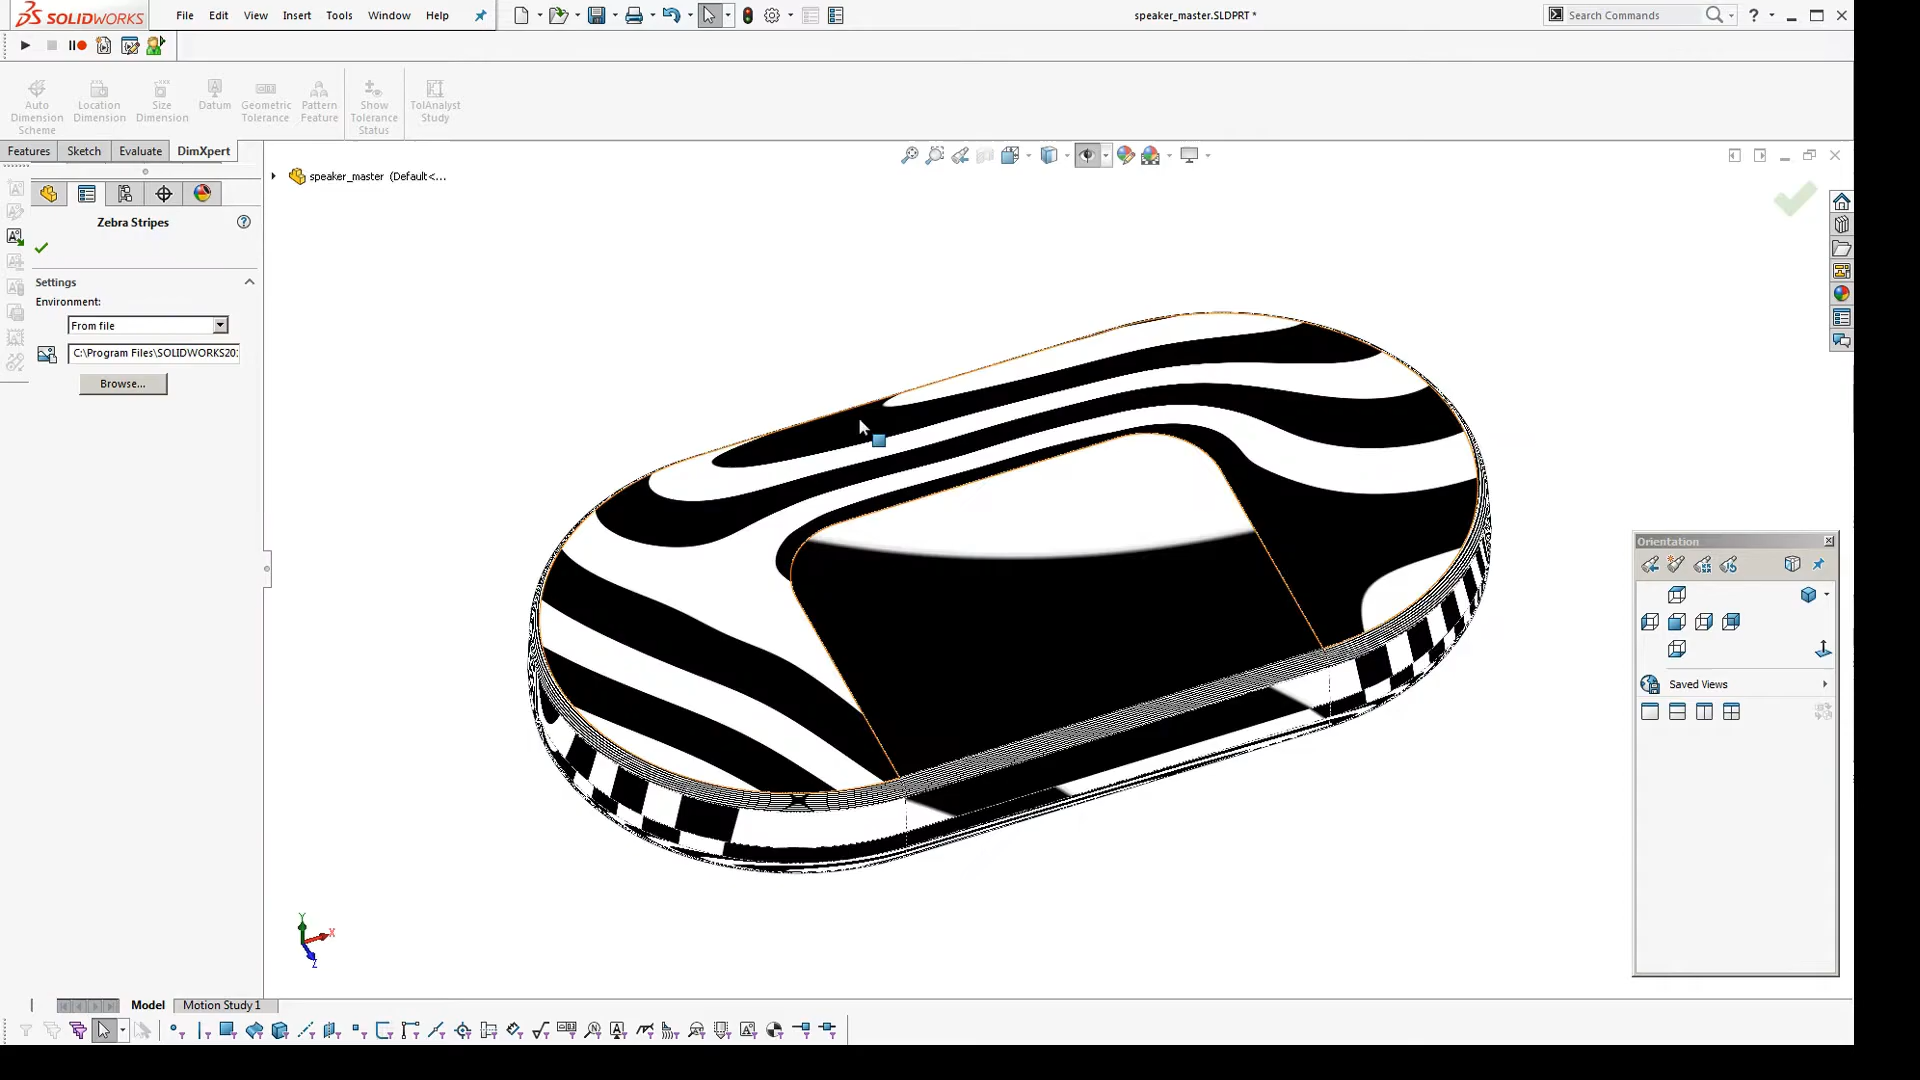 SOLIDWORKS
File Edit View Insert Tools Window Help
speaker_master.SLDPRT *
Search Commands
Auto Dimension Scheme
Location Dimension
Size Dimension
Datum
Geometric Tolerance
Pattern Feature
Show Tolerance Status
TolAnalyst Study
Features Sketch Evaluate DimXpert
speaker_master (Default<...
Zebra Stripes
Settings
Environment:
From file
C:\Program Files\SOLIDWORKS20
Browse...
Orientation
Saved Views
Y
X
Z
Model Motion Study 1